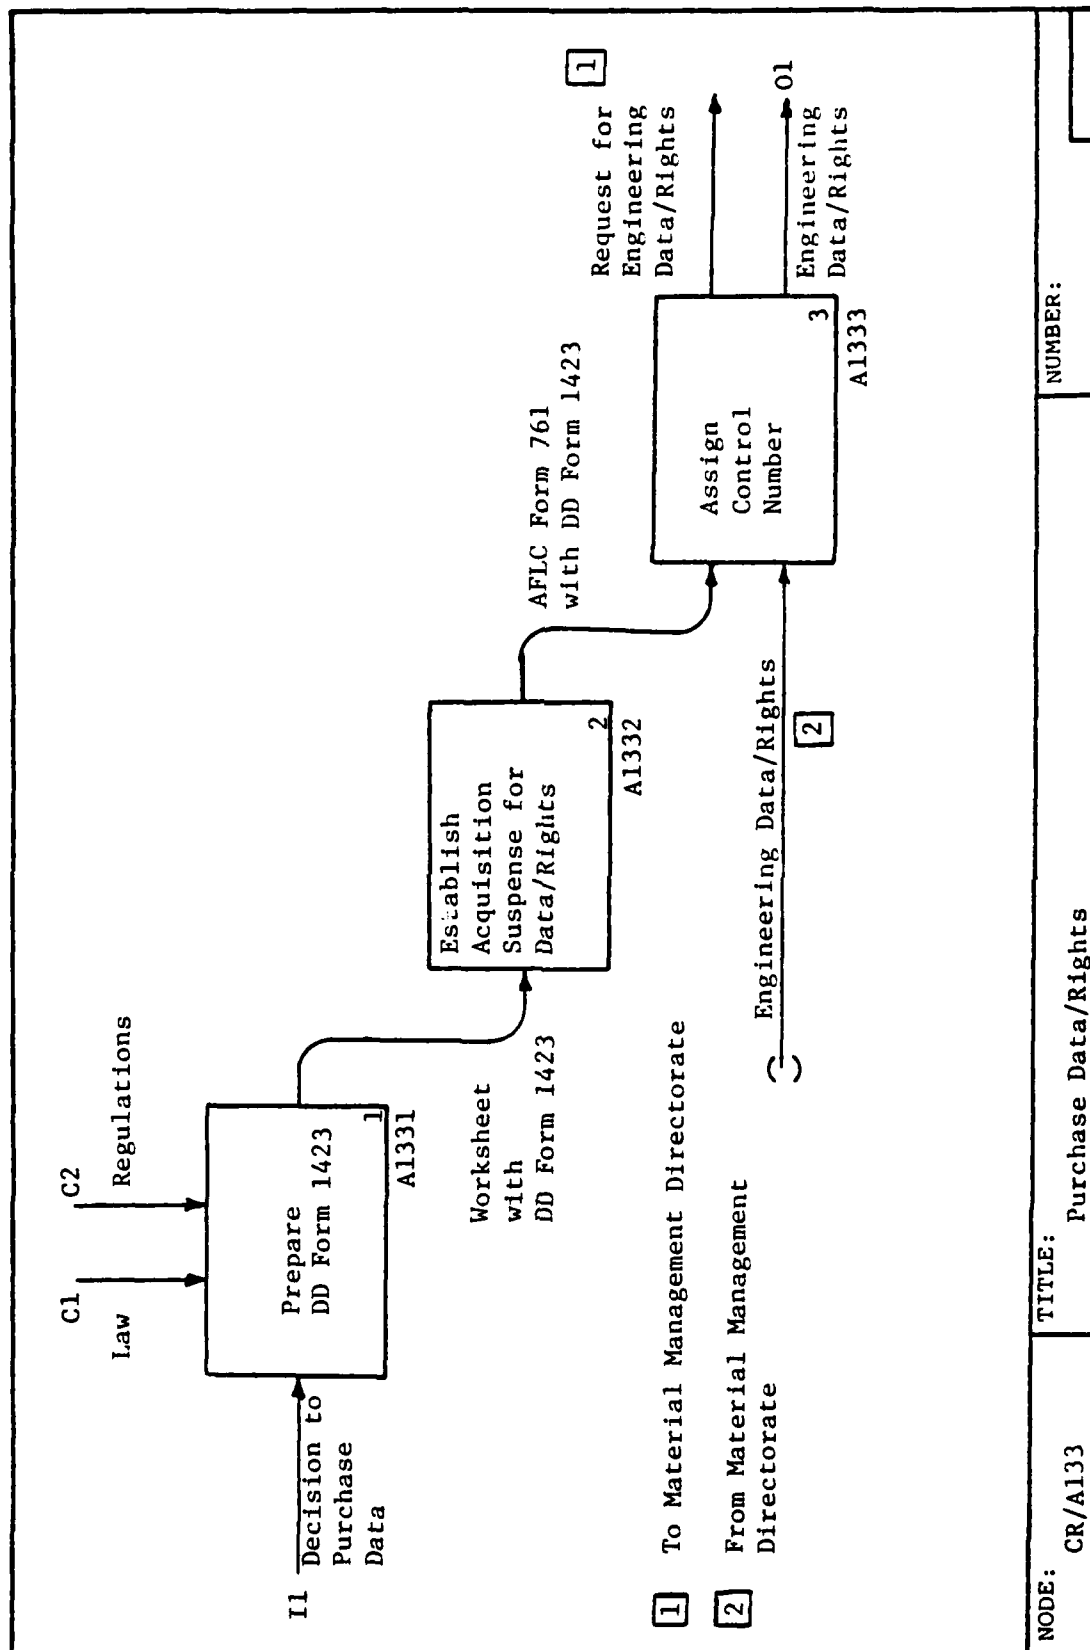 C1
C2
Law
Regulations
I1
Decision to
Purchase
Data
Prepare
DD Form 1423
1
A1331
Worksheet
with
DD Form 1423
Establish
Acquisition
Suspense for
Data/Rights
2
A1332
AFLC Form 761
with DD Form 1423
Engineering Data/Rights
2
Assign
Control
Number
3
A1333
Request for
Engineering
Data/Rights
1
O1
Engineering
Data/Rights
1 To Material Management Directorate
2 From Material Management
Directorate
NODE:
CR/A133
TITLE:
Purchase Data/Rights
NUMBER: